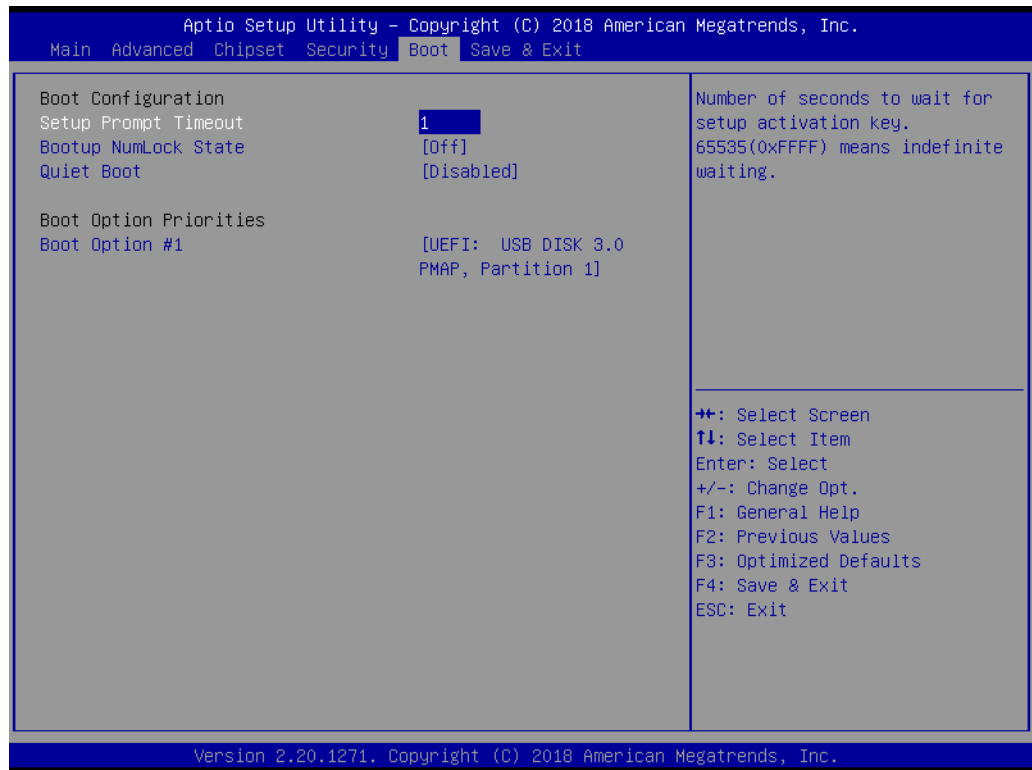 Aptio Setup Utility – Copyright (C) 2018 American Megatrends, Inc.
Main Advanced Chipset Security Boot Save & Exit
Boot Configuration
Setup Prompt Timeout 1
Bootup NumLock State [Off]
Quiet Boot [Disabled]
Boot Option Priorities
Boot Option #1 [UEFI: USB DISK 3.0
PMAP, Partition 1]
Number of seconds to wait for
setup activation key.
65535(0xFFFF) means indefinite
waiting.
→←: Select Screen
↑↓: Select Item
Enter: Select
+/-: Change Opt.
F1: General Help
F2: Previous Values
F3: Optimized Defaults
F4: Save & Exit
ESC: Exit
Version 2.20.1271. Copyright (C) 2018 American Megatrends, Inc.